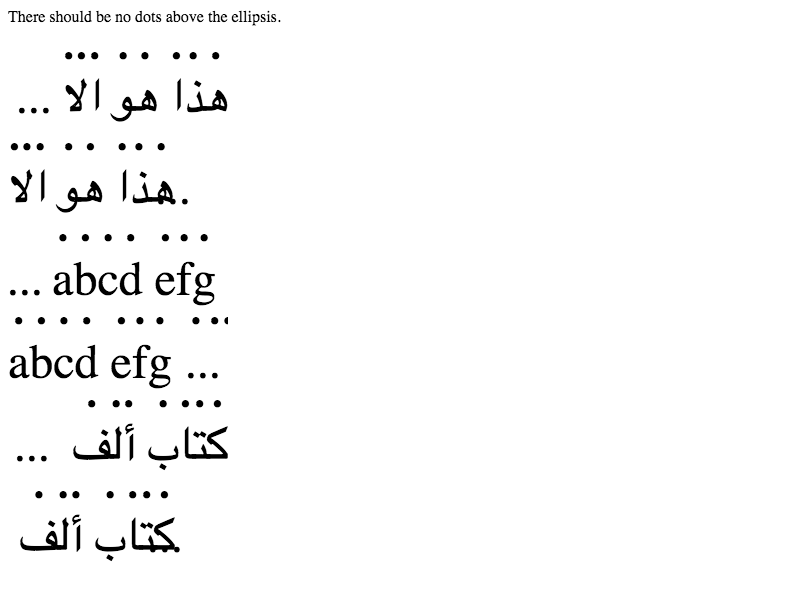 There should be no dots above the ellipsis.
هذا هو الا ...
هذا هو الا...
... abcd efg
abcd efg ...
كتاب ألف ...
كتاب ألف...